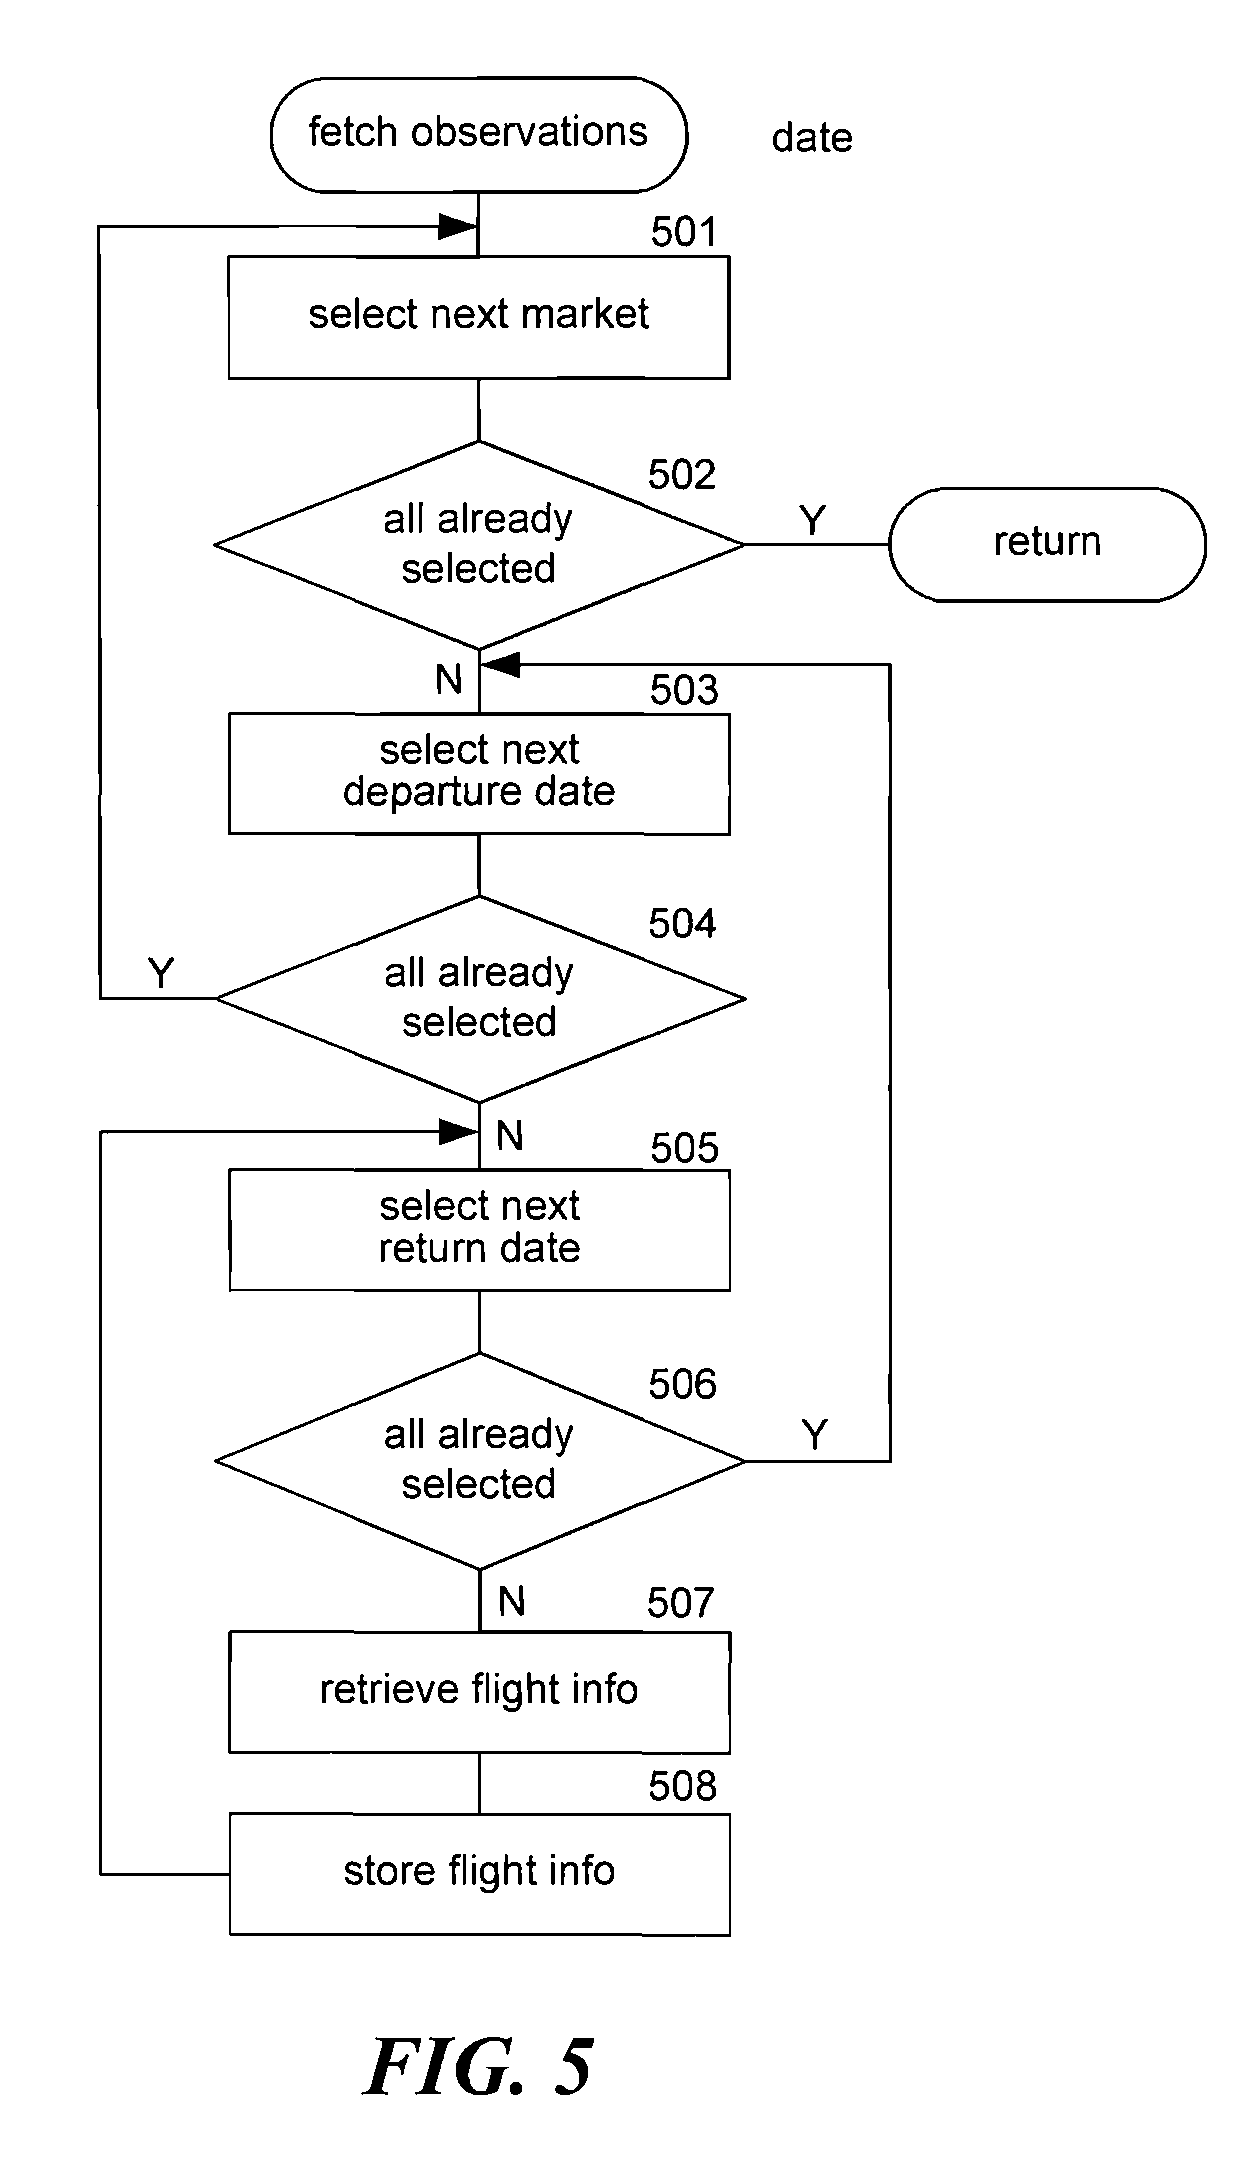 fetch observations
date
501
select next market
502
all already
selected
Y
return
N
503
select next
departure date
504
all already
selected
Y
N
505
select next
return date
506
all already
selected
Y
N
507
retrieve flight info
508
store flight info
FIG. 5